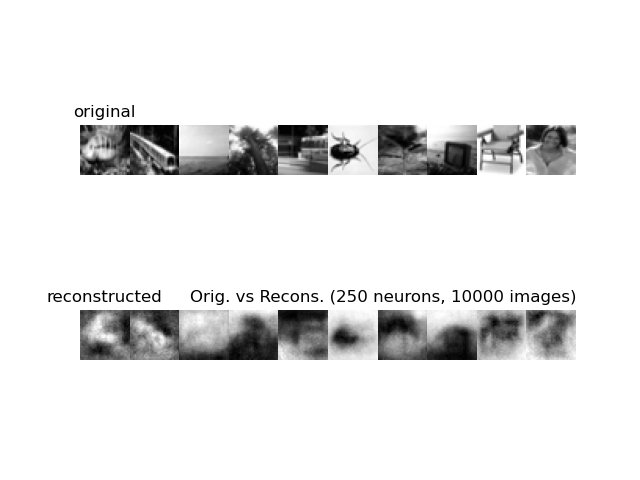 original
reconstructed
Orig. vs Recons. (250 neurons, 10000 images)